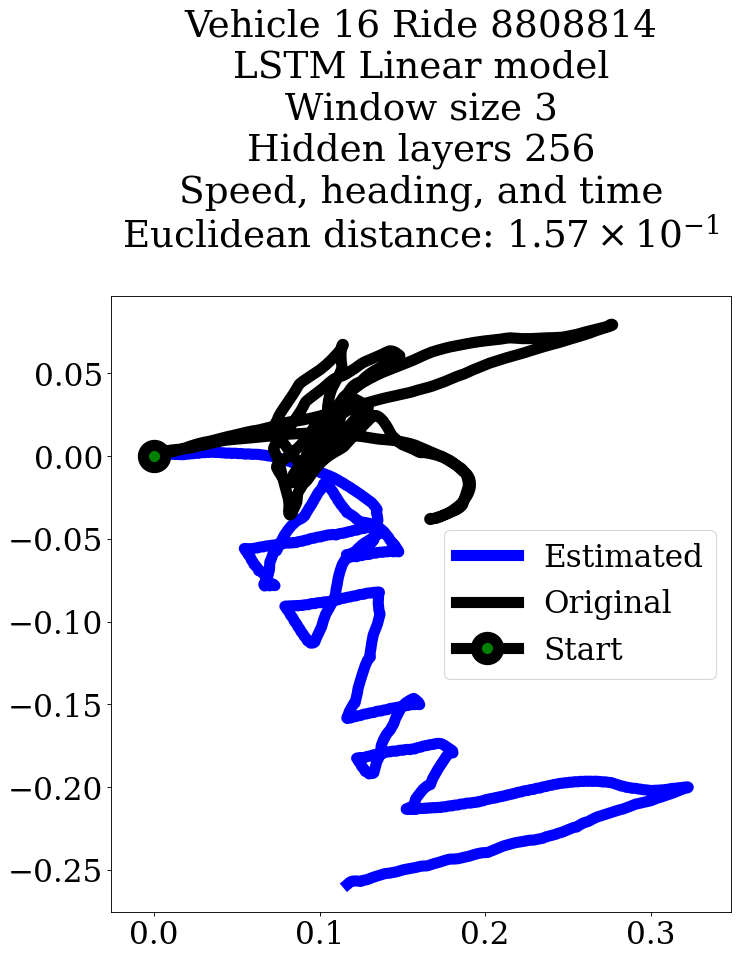 Vehicle 16 Ride 8808814
LSTM Linear model
Window size 3
Hidden layers 256
Speed, heading, and time
Euclidean distance: 1.57 × 10⁻¹
0.05
0.00
−0.05
−0.10
−0.15
−0.20
−0.25
Estimated
Original
Start
0.0 0.1 0.2 0.3